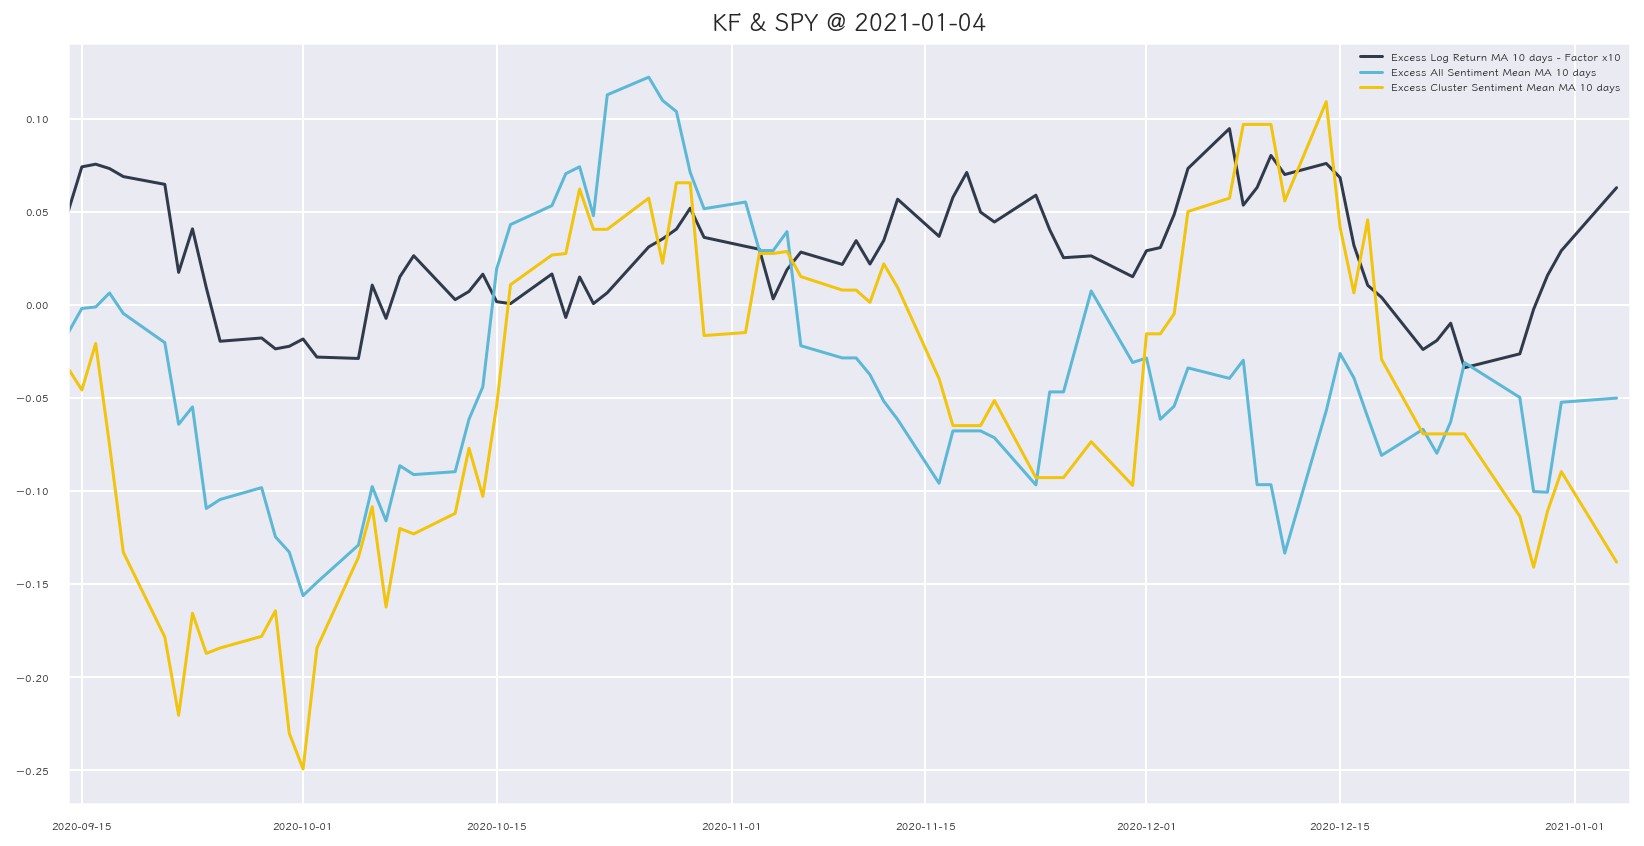 KF & SPY @ 2021-01-04
Excess Log Return MA 10 days - Factor x10
Excess All Sentiment Mean MA 10 days
Excess Cluster Sentiment Mean MA 10 days
0.10
0.05
0.00
−0.05
−0.10
−0.15
−0.20
−0.25
2020-09-15 2020-10-01 2020-10-15 2020-11-01 2020-11-15 2020-12-01 2020-12-15 2021-01-01